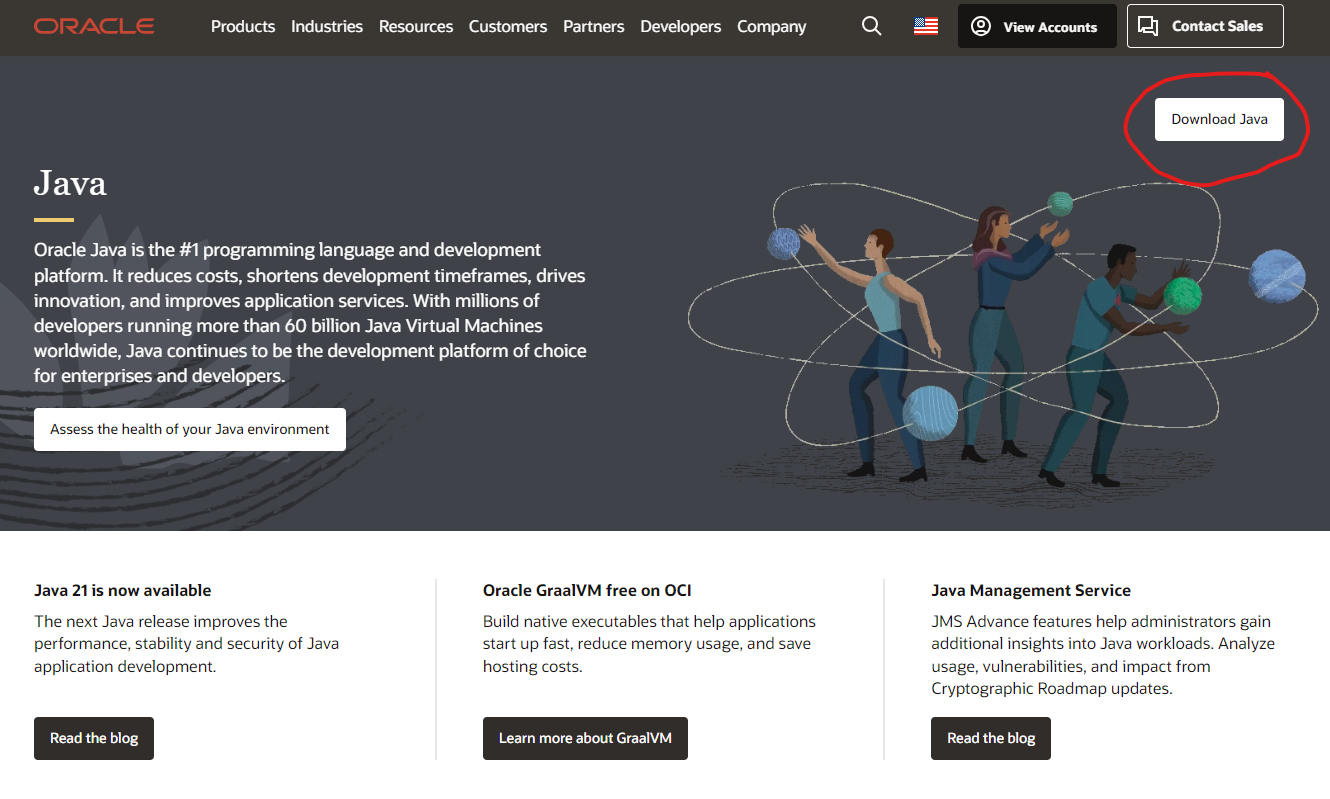 ORACLE
Products Industries Resources Customers Partners Developers Company
View Accounts
Contact Sales
Download Java
Java
Oracle Java is the #1 programming language and development
platform. It reduces costs, shortens development timeframes, drives
innovation, and improves application services. With millions of
developers running more than 60 billion Java Virtual Machines
worldwide, Java continues to be the development platform of choice
for enterprises and developers.
Assess the health of your Java environment
Java 21 is now available
The next Java release improves the
performance, stability and security of Java
application development.
Read the blog
Oracle GraalVM free on OCI
Build native executables that help applications
start up fast, reduce memory usage, and save
hosting costs.
Learn more about GraalVM
Java Management Service
JMS Advance features help administrators gain
additional insights into Java workloads. Analyze
usage, vulnerabilities, and impact from
Cryptographic Roadmap updates.
Read the blog